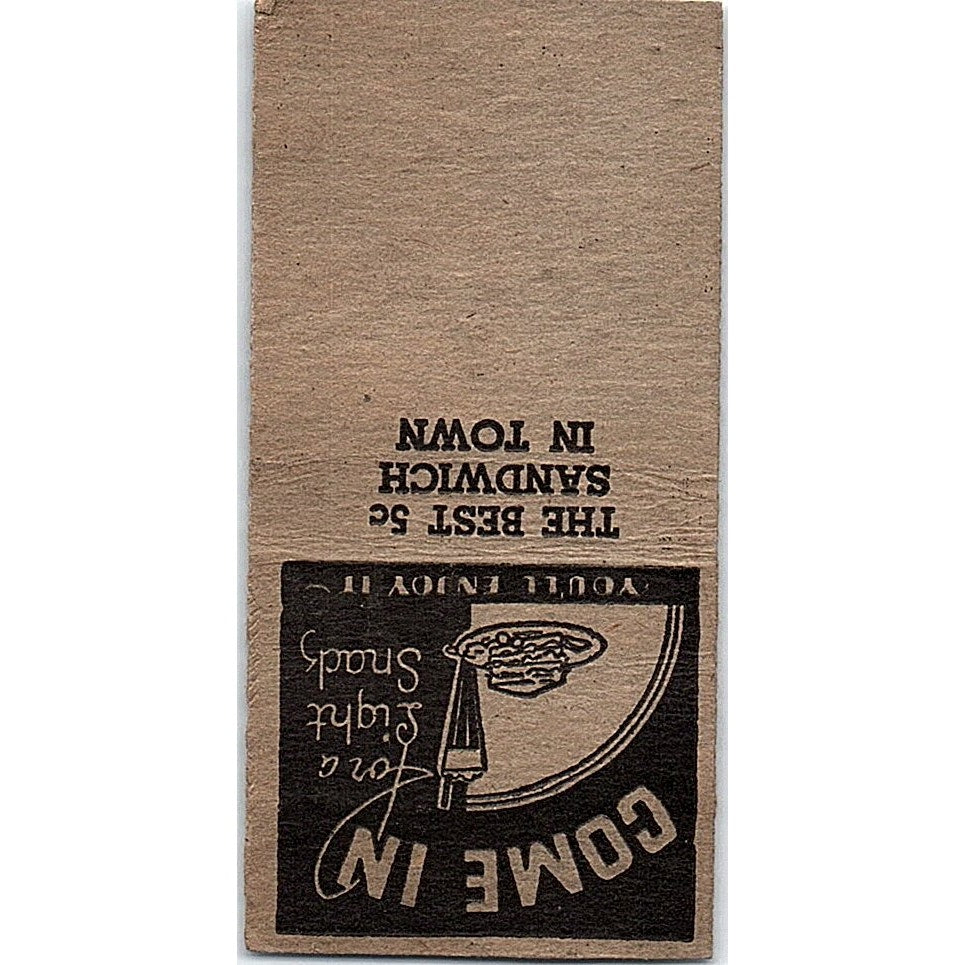 COME IN
for a
Light
Snack
YOU'LL ENJOY IT
THE BEST 5c
SANDWICH
IN TOWN